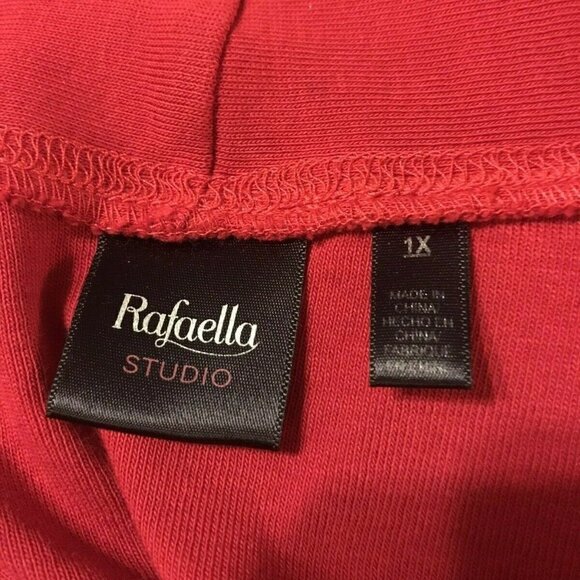 Rafaella
STUDIO
1X
MADE IN
CHINA
HECHO EN
CHINA
FABRIQUE